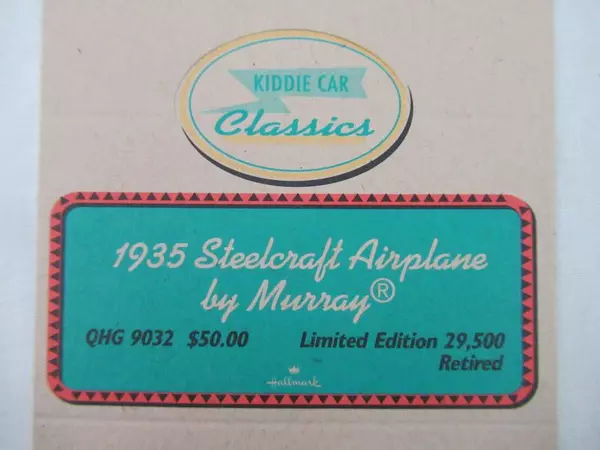 KIDDIE CAR
Classics
1935 Steelcraft Airplane
by Murray®
QHG 9032 $50.00 Limited Edition 29,500
Retired
Hallmark